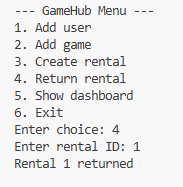 --- GameHub Menu ---
1. Add user
2. Add game
3. Create rental
4. Return rental
5. Show dashboard
6. Exit
Enter choice: 4
Enter rental ID: 1
Rental 1 returned